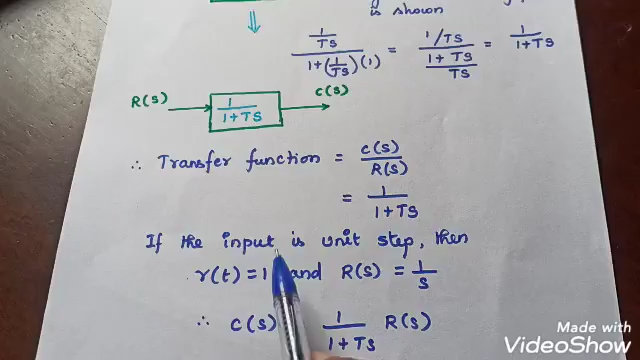 is shown
1/TS / 1+(1/TS)(1) = 1/TS / 1+TS/TS = 1/1+TS
R(S) 1/1+TS C(S)
∴ Transfer function = C(S)/R(S)
= 1/1+TS
If the input is unit step, then
r(t)=1 and R(S) = 1/S
∴ C(S) 1/1+TS R(S)
Made with
VideoShow